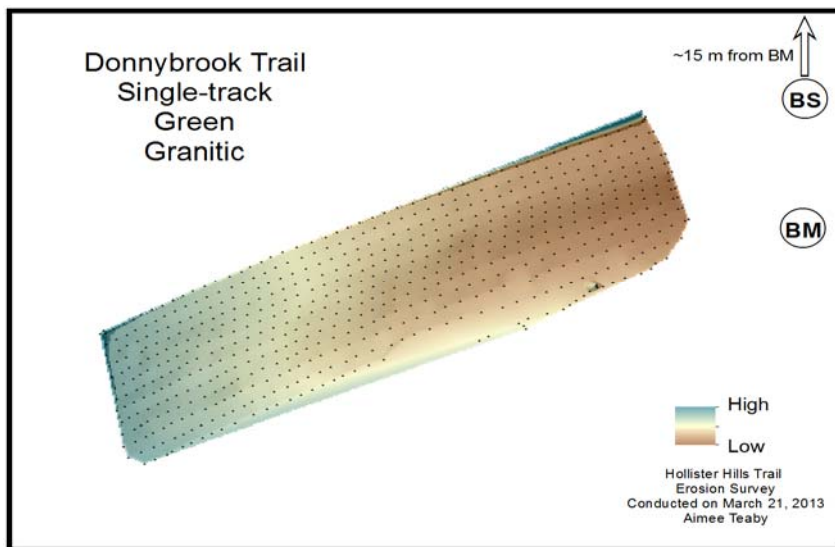 Donnybrook Trail
Single-track
Green
Granitic
~15 m from BM
BS
BM
High
Low
Hollister Hills Trail
Erosion Survey
Conducted on March 21, 2013
Aimee Teaby